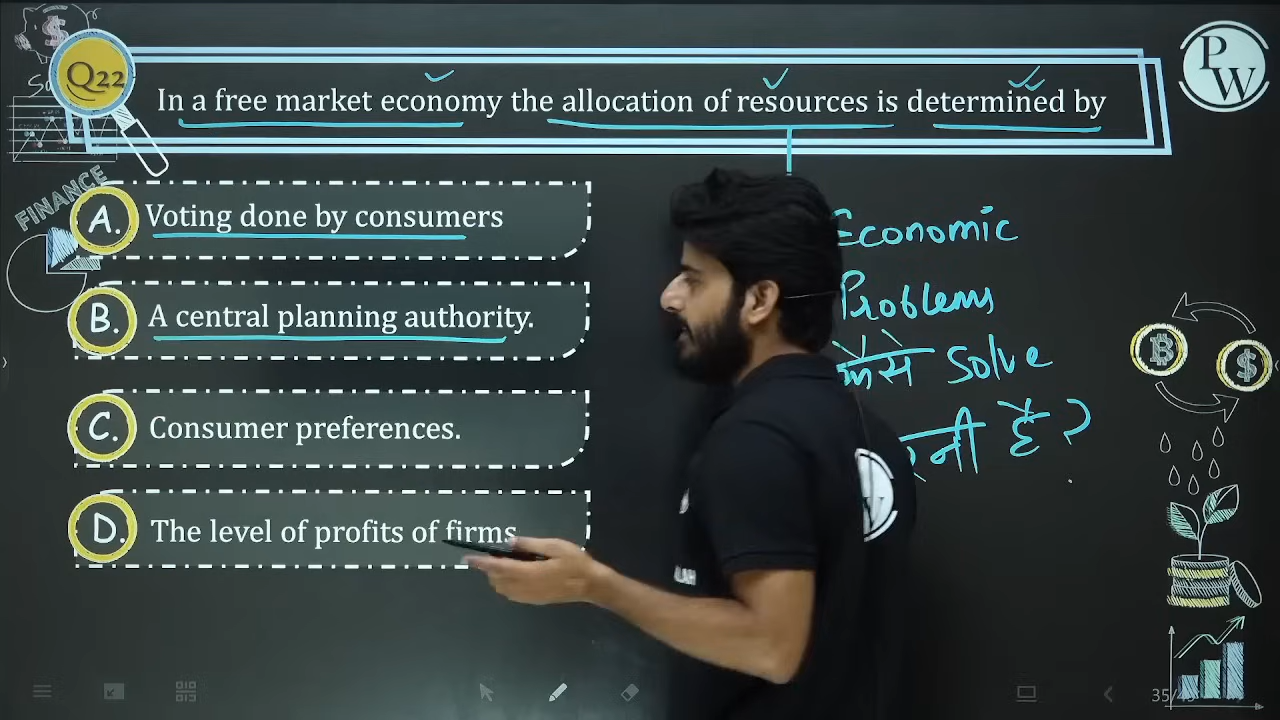 Q22
In a free market economy the allocation of resources is determined by
PW
FINANCE
A. Voting done by consumers
B. A central planning authority.
C. Consumer preferences.
D. The level of profits of firms
Economic
Problems
कैसे solve
है ?
35/